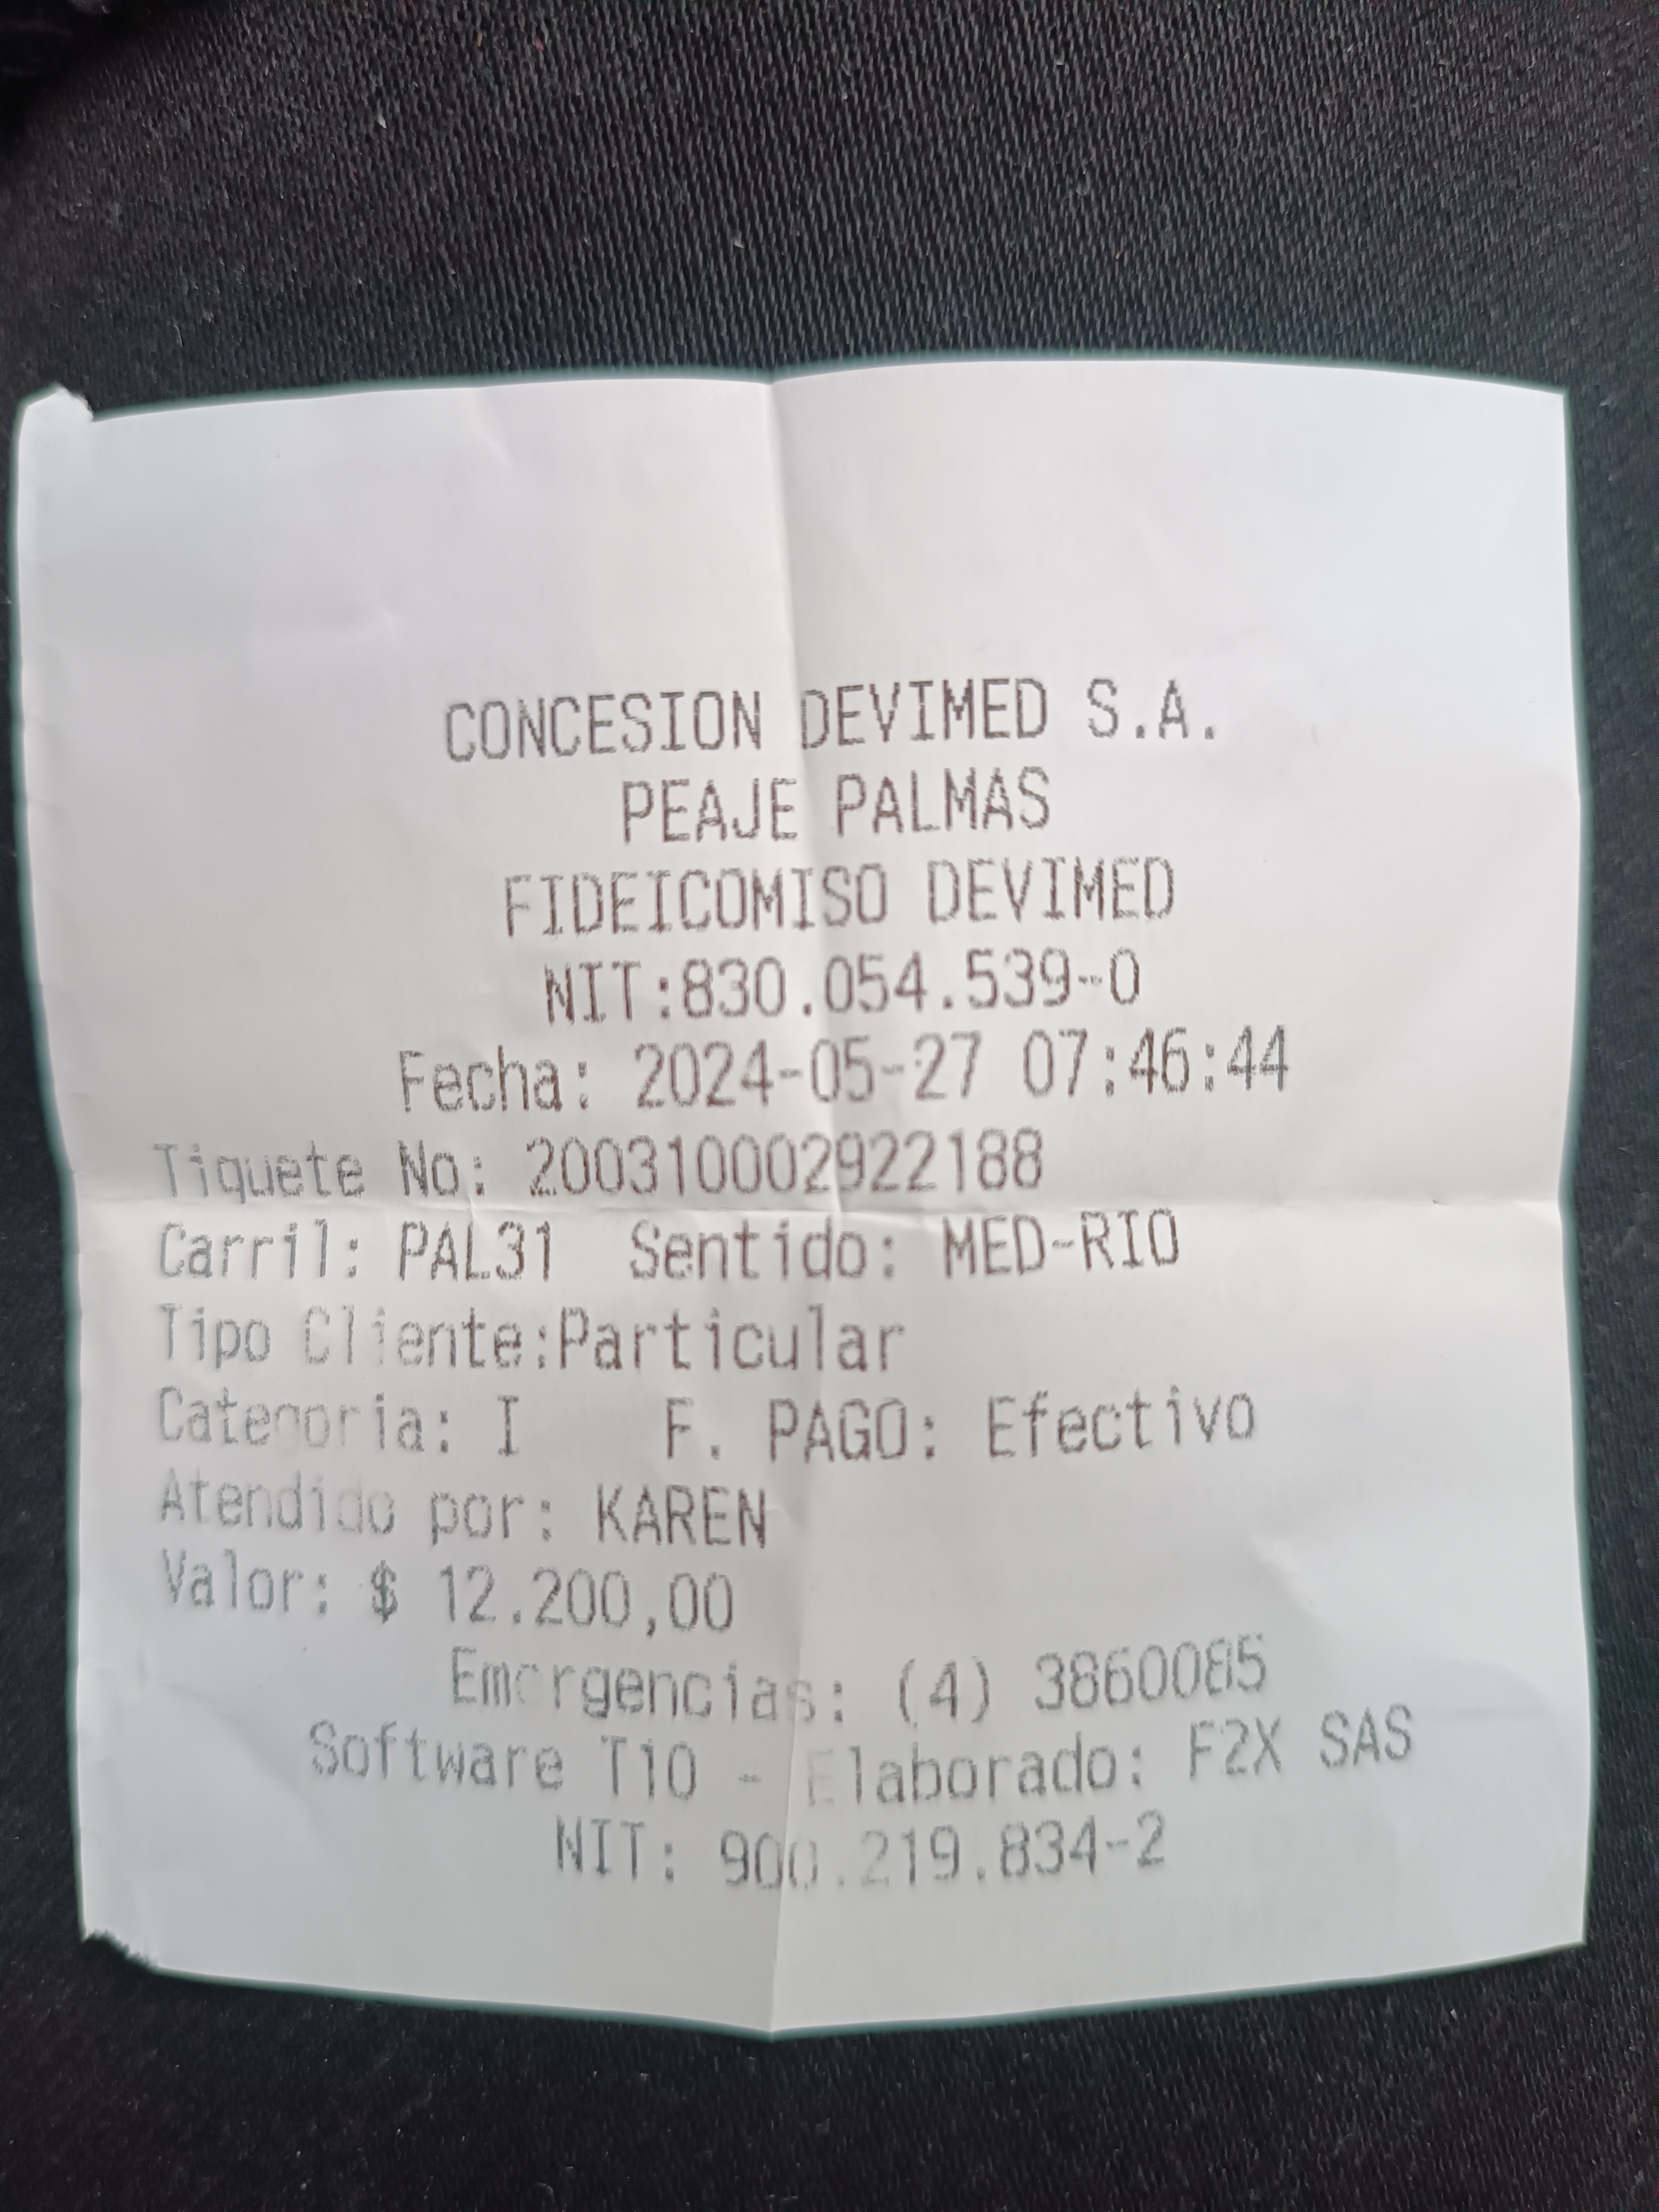 CONCESION DEVIMED S.A.
PEAJE PALMAS
FIDEICOMISO DEVIMED
NIT:830.054.539-0
Fecha: 2024-05-27 07:46:44
Tiquete No: 200310002922188
Carril: PAL31 Sentido: MED-RIO
Tipo Cliente:Particular
Categoria: I F. PAGO: Efectivo
Atendido por: KAREN
Valor: $ 12.200,00
Emergencias: (4) 3860085
Software T10 - Elaborado: F2X SAS
NIT: 900.219.834-2